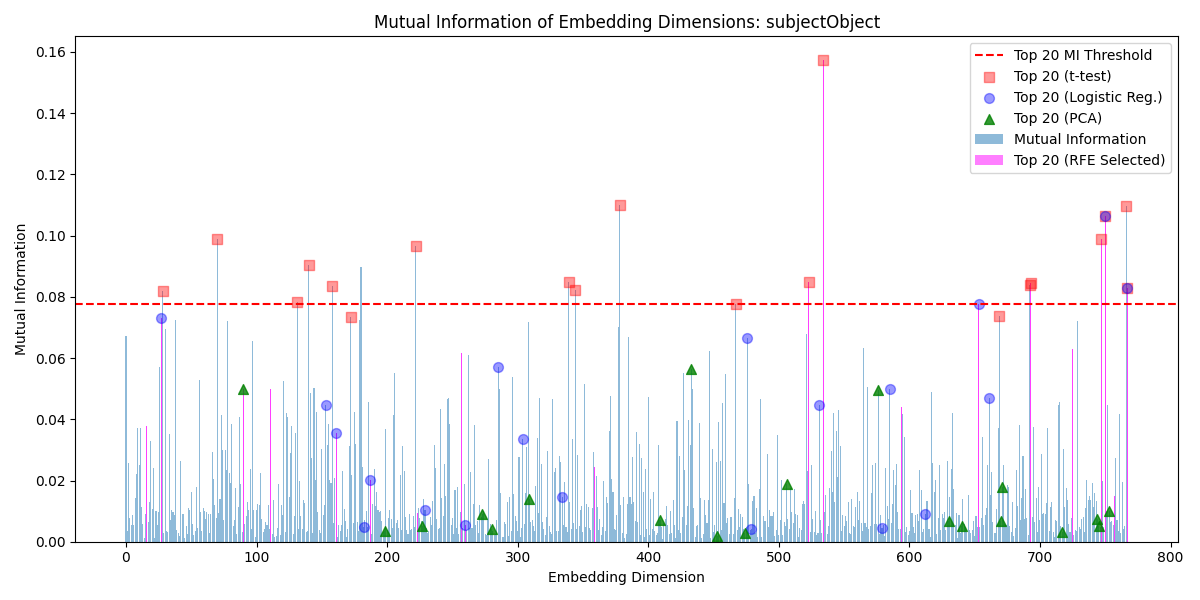 Mutual Information of Embedding Dimensions: subjectObject
Mutual Information
0.16
0.14
0.12
0.10
0.08
0.06
0.04
0.02
0.00
Top 20 MI Threshold
Top 20 (t-test)
Top 20 (Logistic Reg.)
Top 20 (PCA)
Mutual Information
Top 20 (RFE Selected)
0 100 200 300 400 500 600 700 800
Embedding Dimension